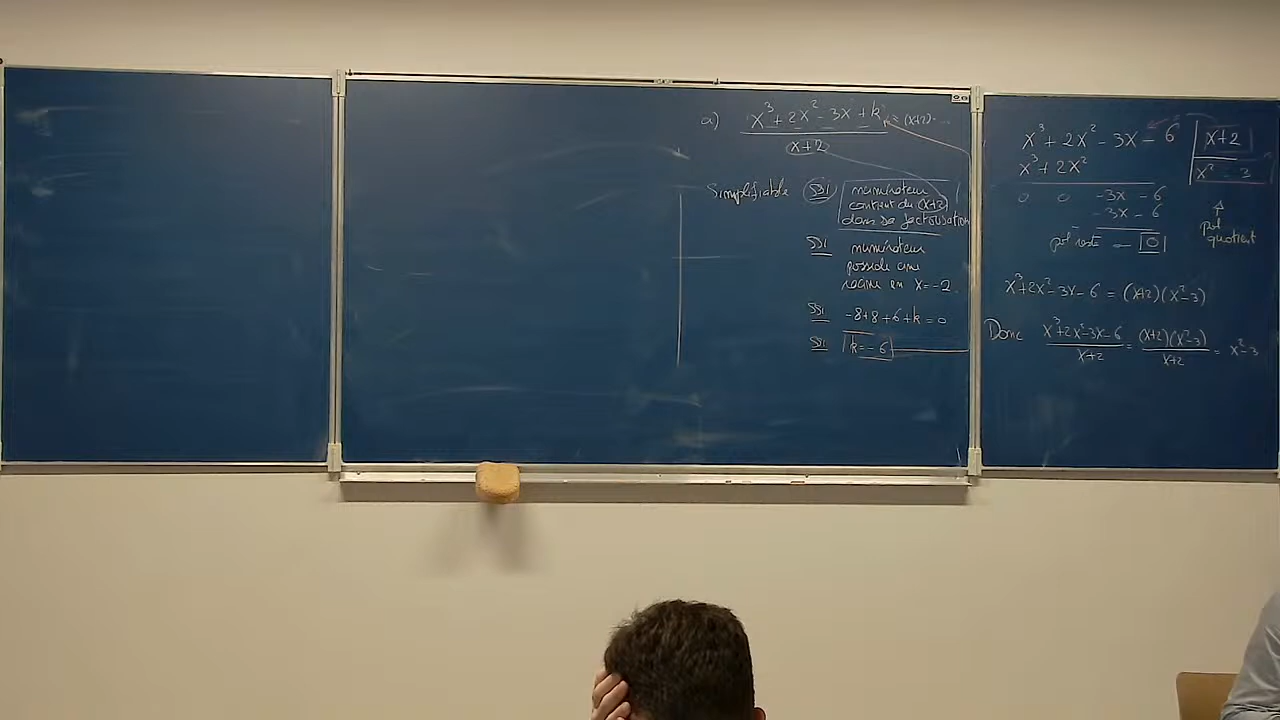 a) x³ + 2x² - 3x + k = (x+2)...
x+2
Simplifiable SSI numérateur
contient du (x+2)
dans sa factorisation
SSI numérateur
possède une
racine en x = -2
SSI -8+8+6+k=0
SSI k=-6
x³ + 2x² - 3x - 6 | x+2
x³ + 2x² x² - 3
0 0 -3x - 6
-3x - 6
pol reste = 0
pol quotient
x³+2x²-3x-6 = (x+2)(x²-3)
Donc x³+2x²-3x-6 / x+2 = (x+2)(x²-3) / x+2 = x²-3